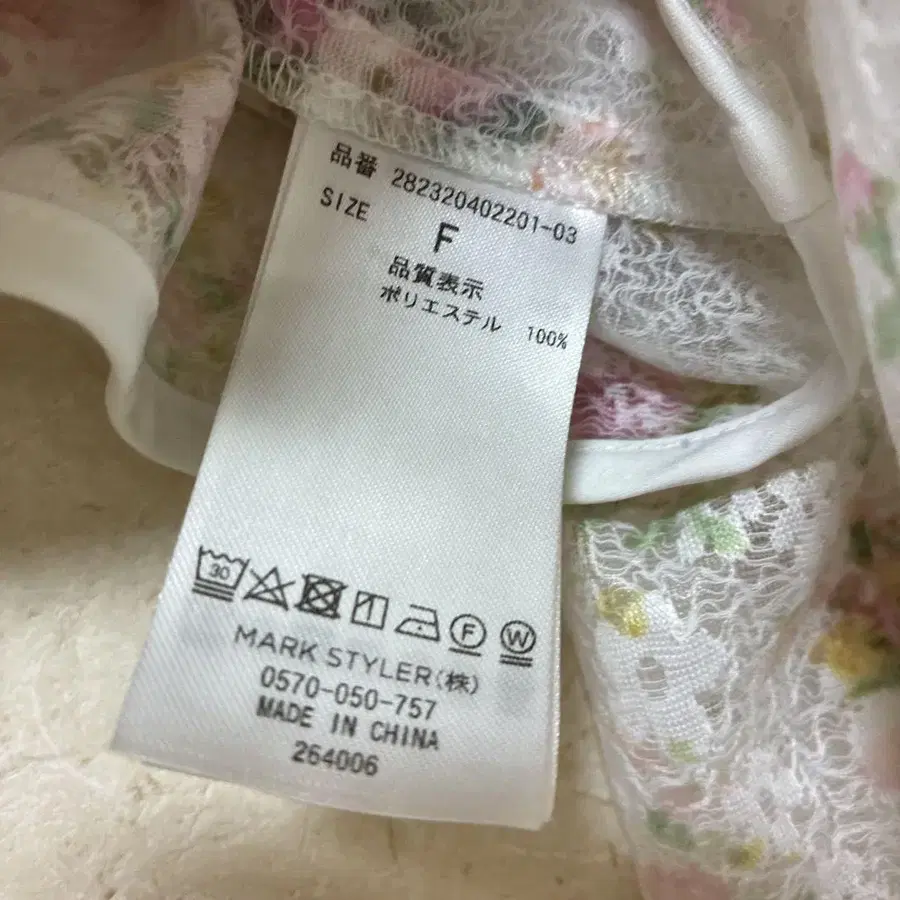 品番 282320402201-03
SIZE
F
品質表示
ポリエステル 100%
30
F W
MARK STYLER(株)
0570-050-757
MADE IN CHINA
264006